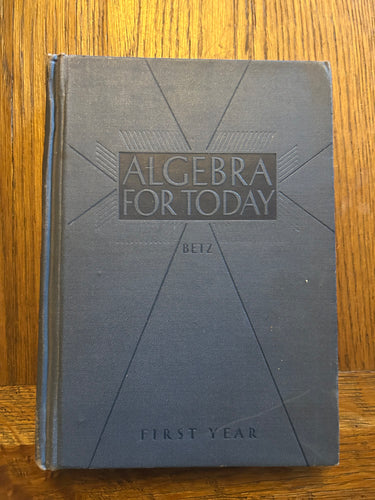 ALGEBRA
FOR TODAY
BETZ
FIRST YEAR